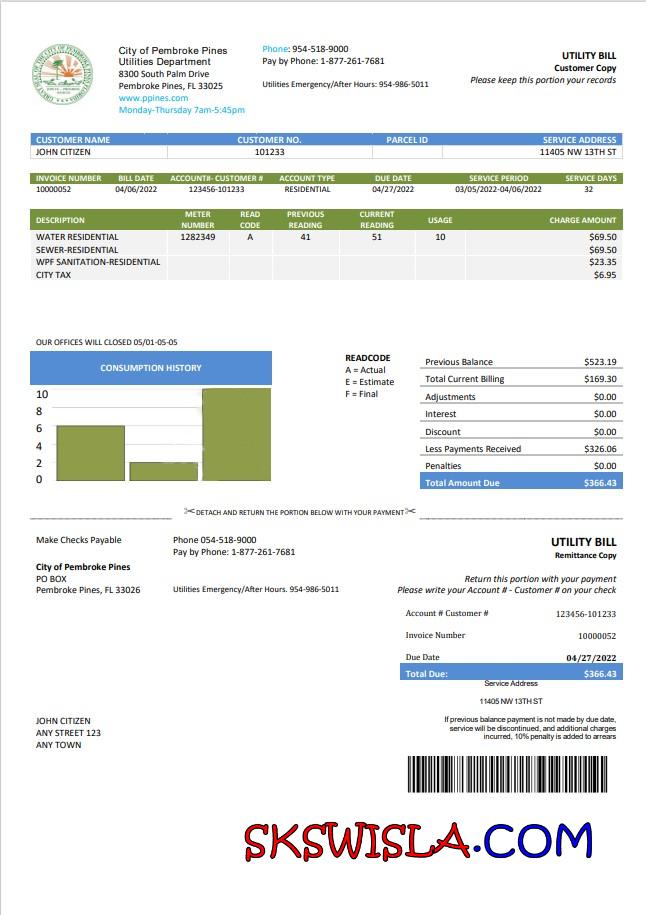 City of Pembroke Pines
Utilities Department
8300 South Palm Drive
Pembroke Pines, FL 33025
www.ppines.com
Monday-Thursday 7am-5:45pm
Phone: 954-518-9000
Pay by Phone: 1-877-261-7681
Utilities Emergency/After Hours: 954-986-5011
UTILITY BILL
Customer Copy
Please keep this portion your records
CUSTOMER NAME CUSTOMER NO. PARCEL ID SERVICE ADDRESS
JOHN CITIZEN 101233 11405 NW 13TH ST
INVOICE NUMBER BILL DATE ACCOUNT#- CUSTOMER # ACCOUNT TYPE DUE DATE SERVICE PERIOD SERVICE DAYS
10000052 04/06/2022 123456-101233 RESIDENTIAL 04/27/2022 03/05/2022-04/06/2022 32
DESCRIPTION METER NUMBER READ CODE PREVIOUS READING CURRENT READING USAGE CHARGE AMOUNT
WATER RESIDENTIAL 1282349 A 41 51 10 $69.50
SEWER-RESIDENTIAL $69.50
WPF SANITATION-RESIDENTIAL $23.35
CITY TAX $6.95
OUR OFFICES WILL CLOSED 05/01-05-05
CONSUMPTION HISTORY
10
8
6
4
2
0
READCODE
A = Actual
E = Estimate
F = Final
Previous Balance $523.19
Total Current Billing $169.30
Adjustments $0.00
Interest $0.00
Discount $0.00
Less Payments Received $326.06
Penalties $0.00
Total Amount Due $366.43
DETACH AND RETURN THE PORTION BELOW WITH YOUR PAYMENT
Make Checks Payable
City of Pembroke Pines
PO BOX
Pembroke Pines, FL 33026
Phone 054-518-9000
Pay by Phone: 1-877-261-7681
Utilities Emergency/After Hours. 954-986-5011
UTILITY BILL
Remittance Copy
Return this portion with your payment
Please write your Account # - Customer # on your check
Account # Customer # 123456-101233
Invoice Number 10000052
Due Date 04/27/2022
Total Due: $366.43
Service Address
11405 NW 13TH ST
JOHN CITIZEN
ANY STREET 123
ANY TOWN
If previous balance payment is not made by due date,
service will be discontinued, and additional charges
incurred, 10% penalty is added to arrears
SKSWISLA.COM